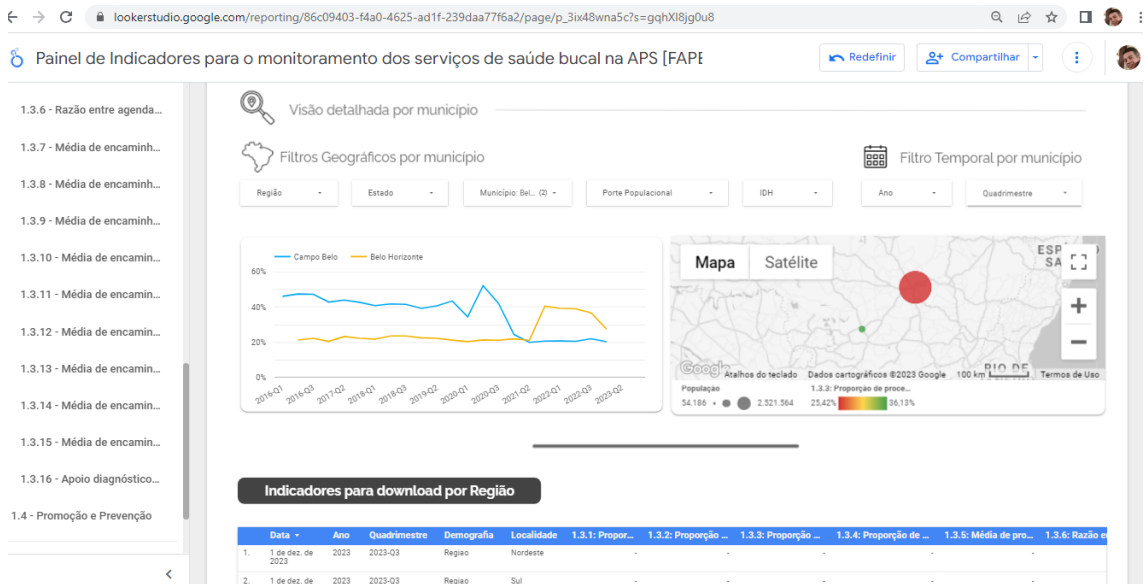 lookerstudio.google.com/reporting/86c09403-f4a0-4625-ad1f-239daa77f6a2/page/p_3ix48wna5c?s=gqhXI8jg0u8
Painel de Indicadores para o monitoramento dos serviços de saúde bucal na APS [FAPE
Redefinir
Compartilhar
1.3.6 - Razão entre agenda...
1.3.7 - Média de encaminh...
1.3.8 - Média de encaminh...
1.3.9 - Média de encaminh...
1.3.10 - Média de encamin...
1.3.11 - Média de encamin...
1.3.12 - Média de encamin...
1.3.13 - Média de encamin...
1.3.14 - Média de encamin...
1.3.15 - Média de encamin...
1.3.16 - Apoio diagnóstico...
1.4 - Promoção e Prevenção
Visão detalhada por município
Filtros Geográficos por município
Filtro Temporal por município
Região
Estado
Município: Bel... (2)
Porte Populacional
IDH
Ano
Quadrimestre
Campo Belo Belo Horizonte
60%
40%
20%
0%
2016-Q1 2016-Q3 2017-Q2 2018-Q1 2018-Q3 2019-Q2 2020-Q1 2020-Q3 2021-Q2 2022-Q1 2022-Q3 2023-Q2
Mapa Satélite
RIO DE
Google Atalhos do teclado Dados cartográficos ©2023 Google 100 km Termos de Uso
População 1.3.3: Proporção de proce...
54.186 2.521.564 25,42% 36,13%
Indicadores para download por Região
Data Ano Quadrimestre Demografia Localidade 1.3.1: Propor... 1.3.2: Proporção ... 1.3.3: Proporção ... 1.3.4: Proporção de ... 1.3.5: Média de pro... 1.3.6: Razão e
1. 1 de dez. de 2023 2023-Q3 Regiao Nordeste - - - - -
2023
2. 1 de dez. de 2023 2023-Q3 Regiao Sul - - - - -